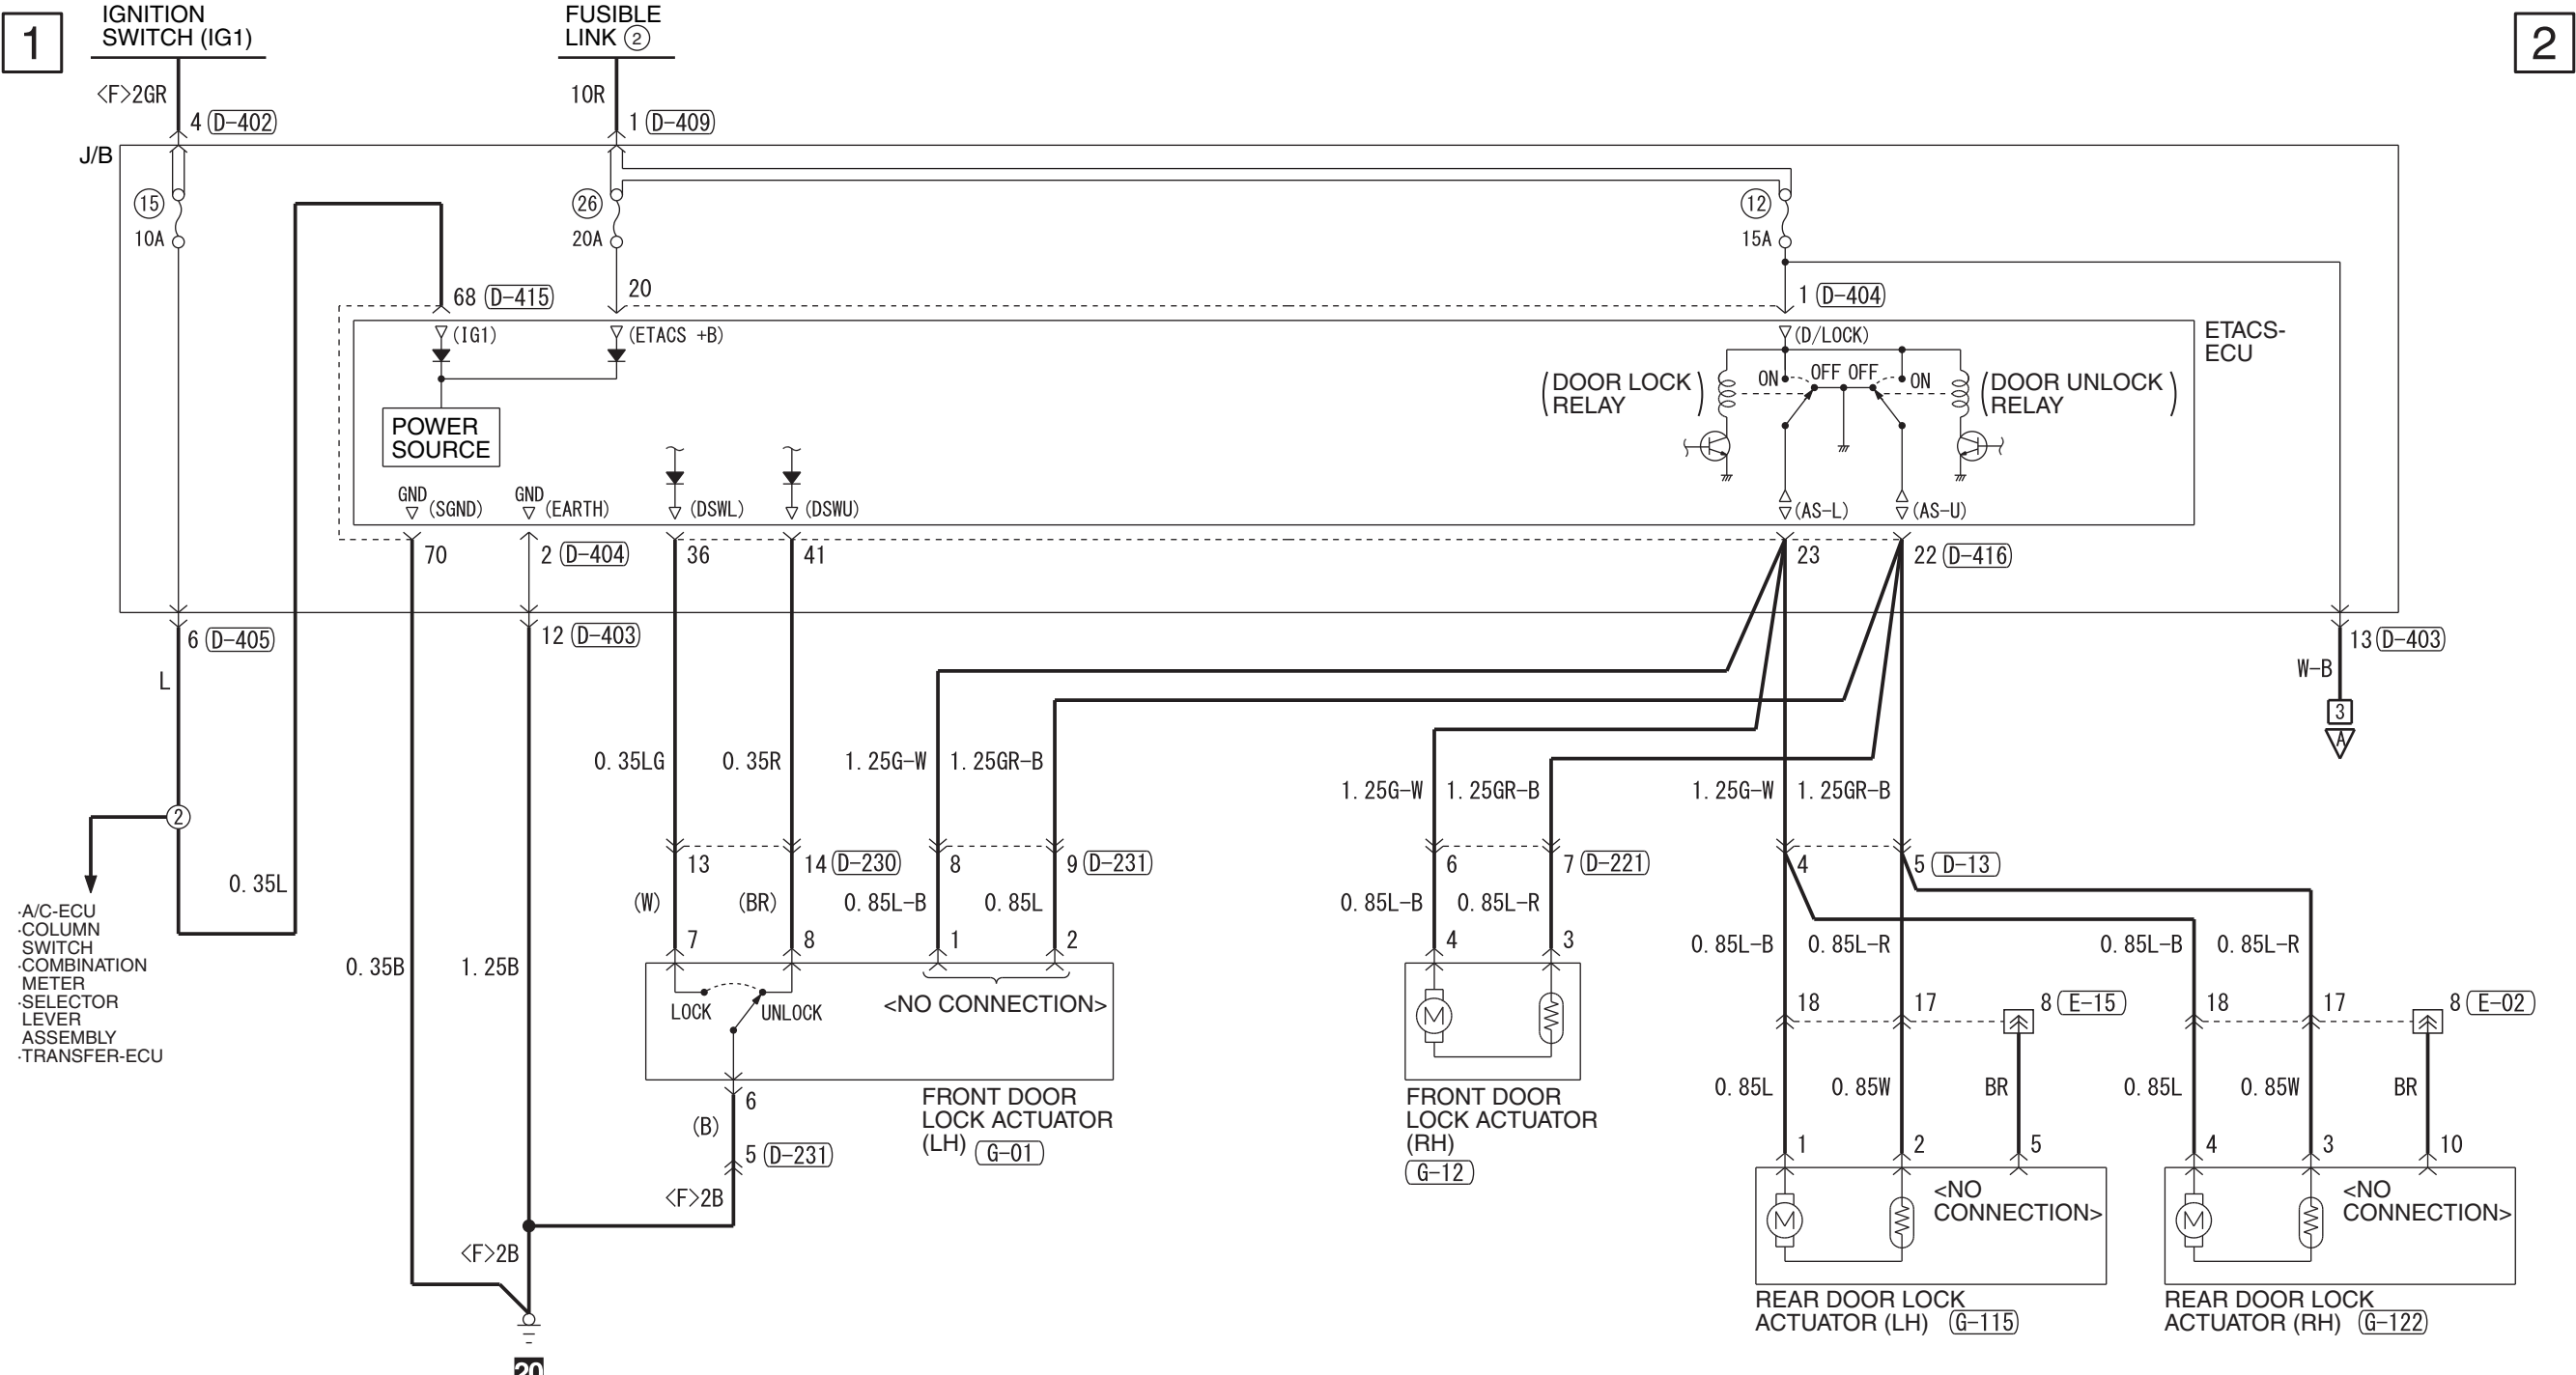 1
IGNITION
SWITCH (IG1)
FUSIBLE
LINK ②
2
<F>2GR
10R
4 D-402
1 D-409
J/B
⑮
10A
㉖
20A
⑫
15A
68 D-415
20
1 D-404
(IG1)
(ETACS +B)
(D/LOCK)
ETACS-
ECU
(DOOR LOCK
RELAY)
ON
OFF OFF
ON
(DOOR UNLOCK
RELAY)
POWER
SOURCE
GND
(SGND)
GND
(EARTH)
(DSWL)
(DSWU)
(AS-L)
(AS-U)
70
2 D-404
36
41
23
22 D-416
6 D-405
12 D-403
13 D-403
L
W-B
3
A
0.35LG
0.35R
1.25G-W
1.25GR-B
1.25G-W
1.25GR-B
1.25G-W
1.25GR-B
②
13
14 D-230
8
9 D-231
6
7 D-221
4
5 D-13
0.35L
(W)
(BR)
0.85L-B
0.85L
0.85L-B
0.85L-R
·A/C-ECU
·COLUMN
SWITCH
·COMBINATION
METER
·SELECTOR
LEVER
ASSEMBLY
·TRANSFER-ECU
7
8
1
2
4
3
0.85L-B
0.85L-R
0.85L-B
0.85L-R
0.35B
1.25B
LOCK
UNLOCK
<NO CONNECTION>
M
18
17
8 E-15
18
17
8 E-02
6
FRONT DOOR
LOCK ACTUATOR
(LH) G-01
FRONT DOOR
LOCK ACTUATOR
(RH)
G-12
0.85L
0.85W
BR
0.85L
0.85W
BR
(B)
5 D-231
1
2
5
4
3
10
<F>2B
M
<NO
CONNECTION>
M
<NO
CONNECTION>
<F>2B
REAR DOOR LOCK
ACTUATOR (LH) G-115
REAR DOOR LOCK
ACTUATOR (RH) G-122
20